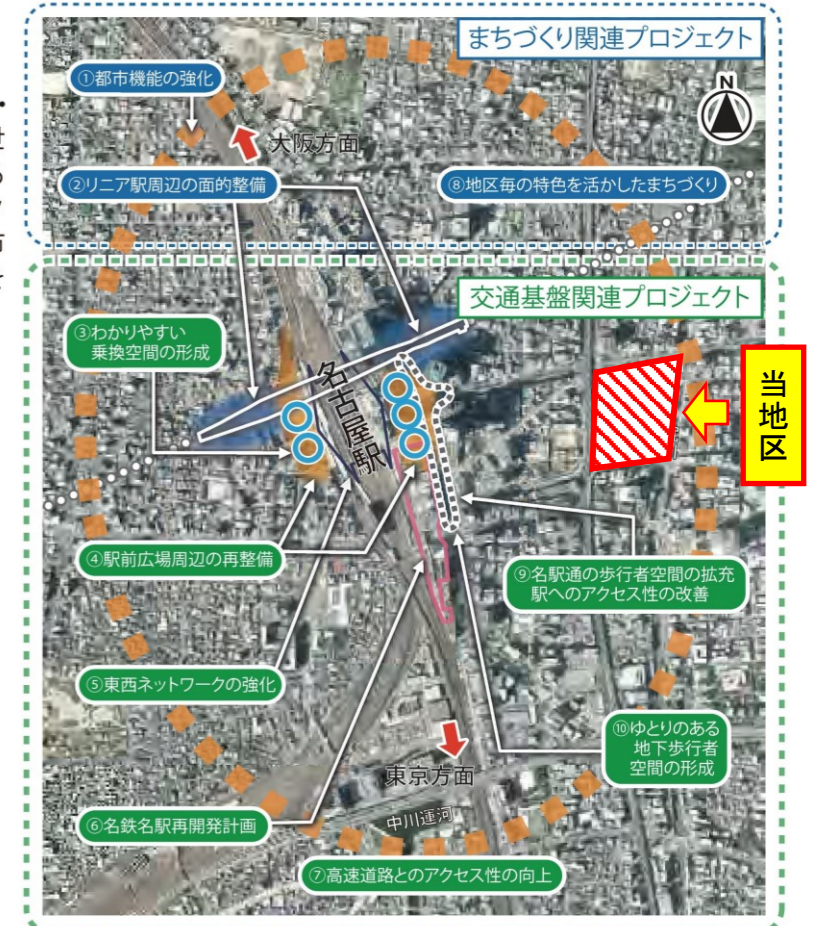 まちづくり関連プロジェクト
①都市機能の強化
N
大阪方面
②リニア駅周辺の面的整備
⑧地区毎の特色を活かしたまちづくり
交通基盤関連プロジェクト
③わかりやすい
乗換空間の形成
名古屋駅
当地区
④駅前広場周辺の再整備
⑨名駅通の歩行者空間の拡充
駅へのアクセス性の改善
⑤東西ネットワークの強化
⑩ゆとりのある
地下歩行者
空間の形成
東京方面
中川運河
⑥名鉄名駅再開発計画
⑦高速道路とのアクセス性の向上